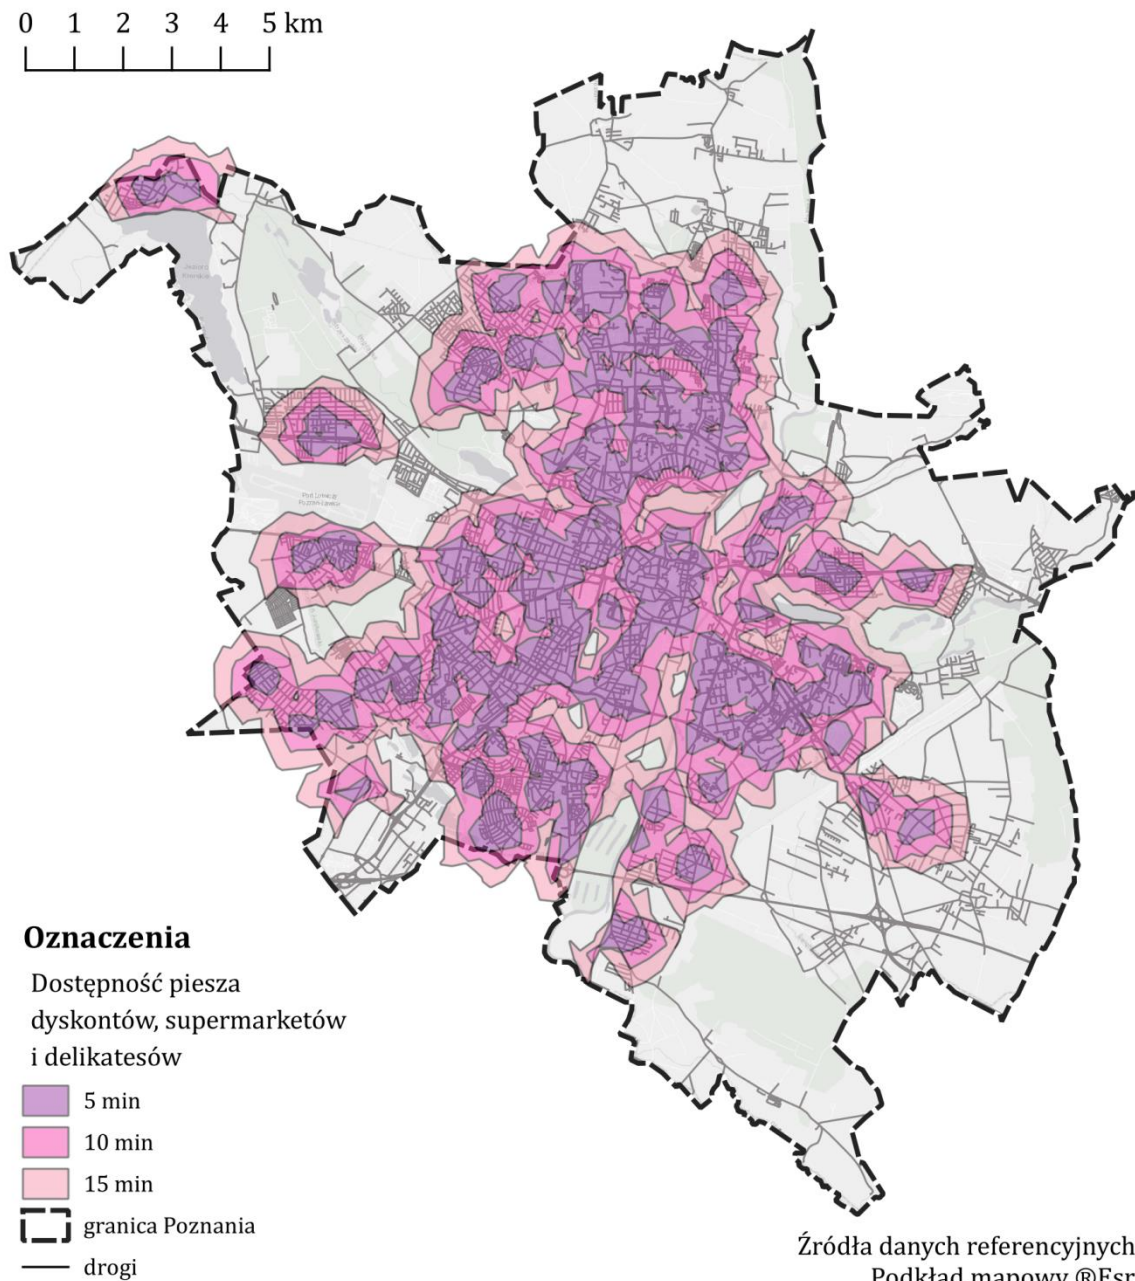 0 1 2 3 4 5 km
Oznaczenia
Dostępność piesza
dyskontów, supermarketów
i delikatesów
5 min
10 min
15 min
granica Poznania
drogi
Źródła danych referencyjnych
Podkład mapowy ®Esr